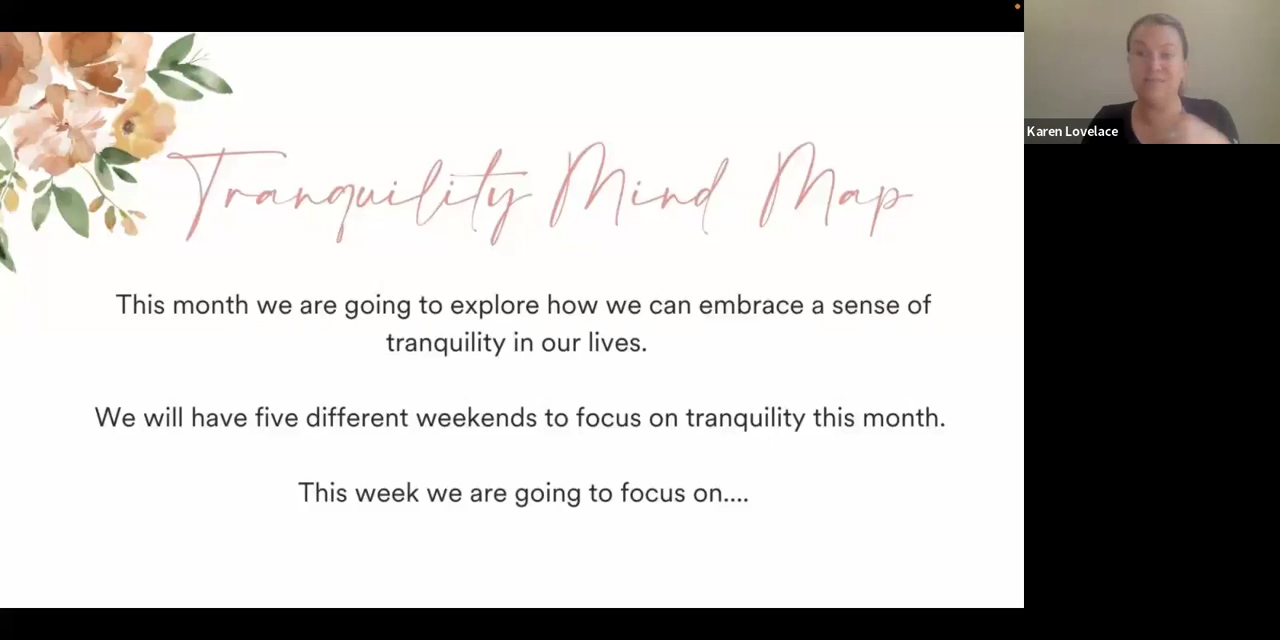 Tranquility Mind Map
This month we are going to explore how we can embrace a sense of
tranquility in our lives.
We will have five different weekends to focus on tranquility this month.
This week we are going to focus on....
Karen Lovelace